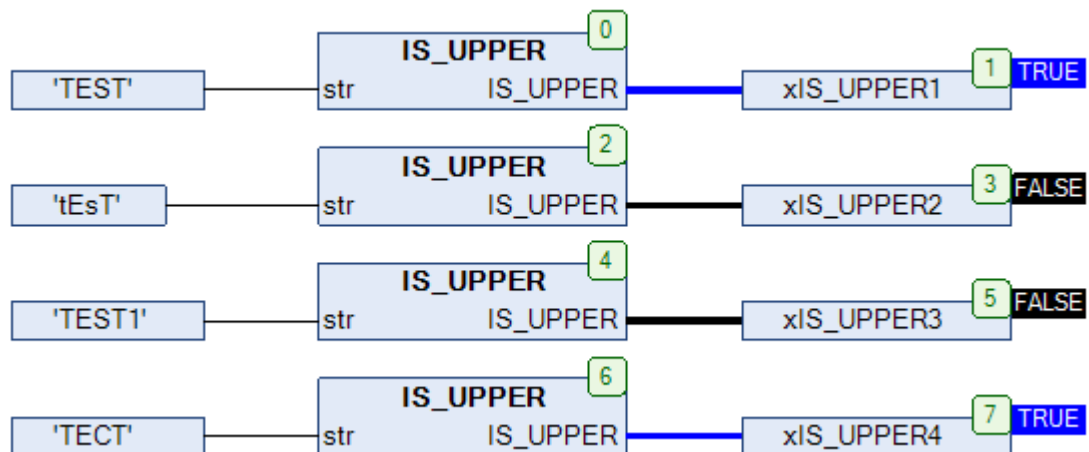 0
IS_UPPER
'TEST' str IS_UPPER xIS_UPPER1 1 TRUE
2
IS_UPPER
'tEsT' str IS_UPPER xIS_UPPER2 3 FALSE
4
IS_UPPER
'TEST1' str IS_UPPER xIS_UPPER3 5 FALSE
6
IS_UPPER
'ТЕСТ' str IS_UPPER xIS_UPPER4 7 TRUE